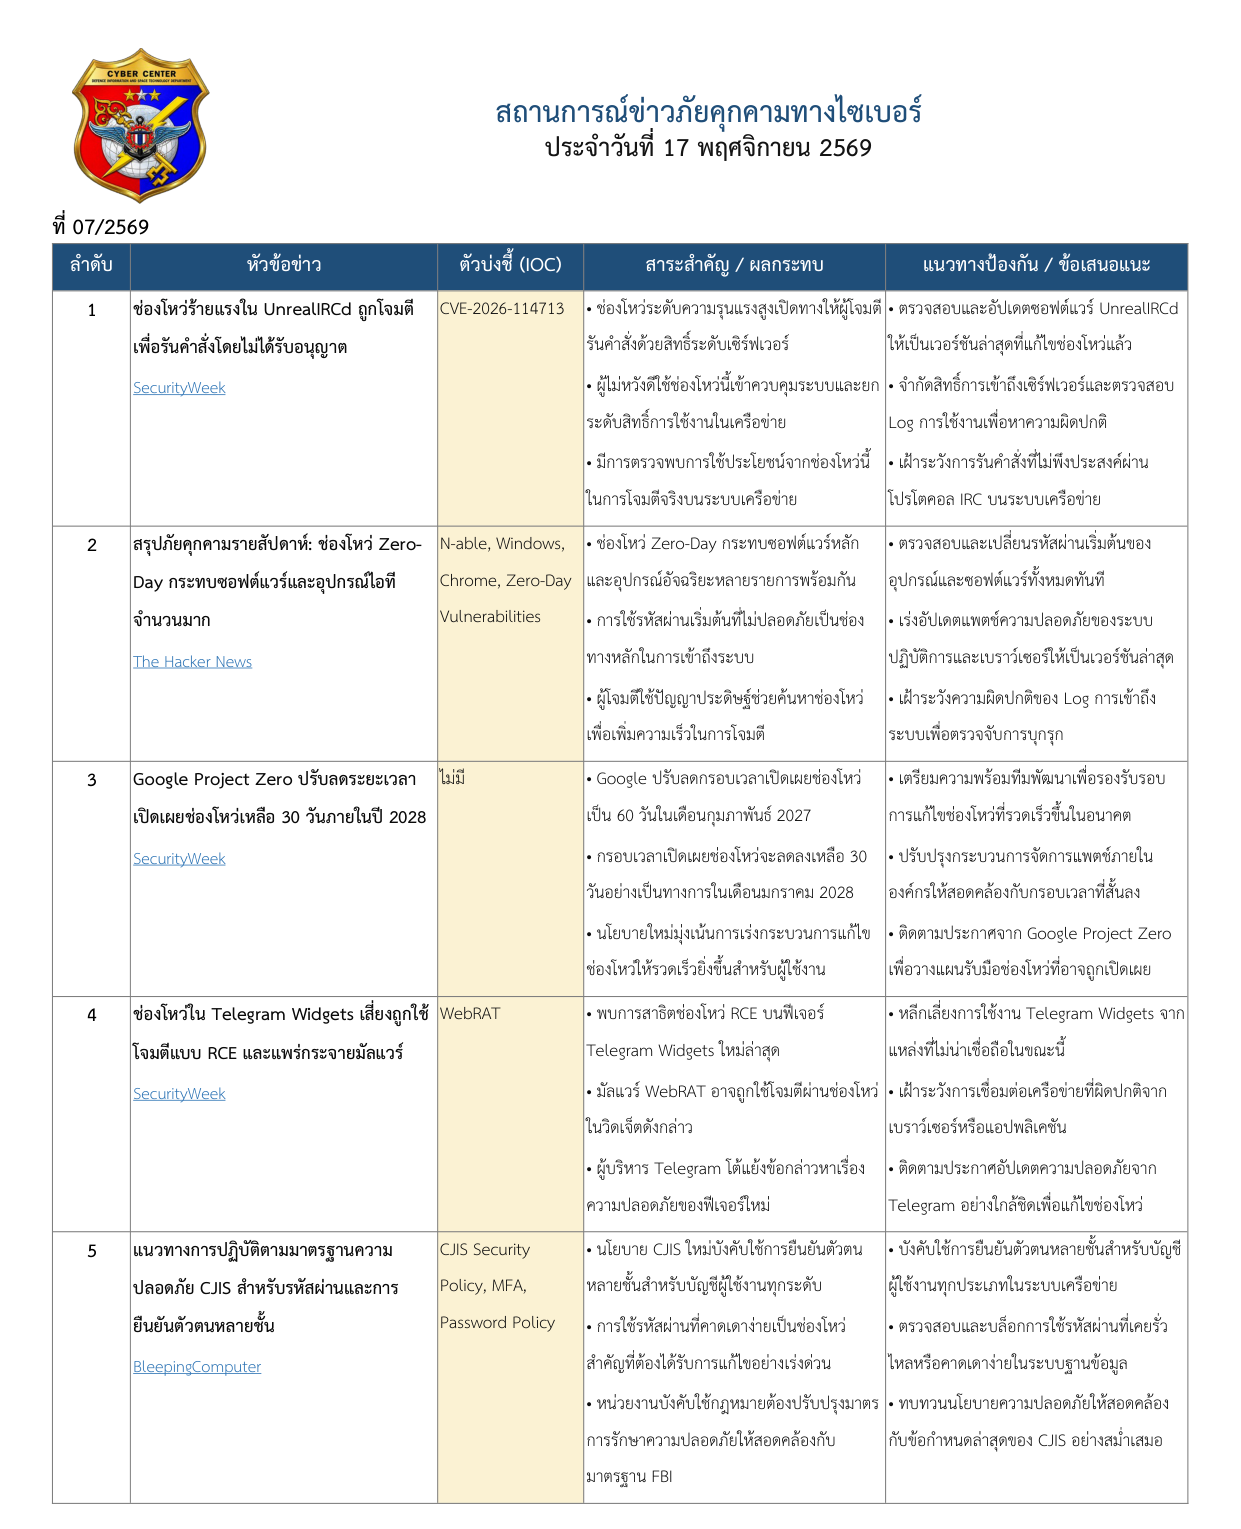 CYBER CENTER
DEFENCE INFORMATION AND SPACE TECHNOLOGY DEPARTMENT
สถานการณ์ข่าวภัยคุกคามทางไซเบอร์
ประจำวันที่ 17 พฤศจิกายน 2569
ที่ 07/2569
ลำดับ
หัวข้อข่าว
ตัวบ่งชี้ (IOC)
สาระสำคัญ / ผลกระทบ
แนวทางป้องกัน / ข้อเสนอแนะ
1
ช่องโหว่ร้ายแรงใน UnrealIRCd ถูกโจมตี
เพื่อรันคำสั่งโดยไม่ได้รับอนุญาต
SecurityWeek
CVE-2026-114713
• ช่องโหว่ระดับความรุนแรงสูงเปิดทางให้ผู้โจมตี
รันคำสั่งด้วยสิทธิ์ระดับเซิร์ฟเวอร์
• ผู้ไม่หวังดีใช้ช่องโหว่นี้เข้าควบคุมระบบและยก
ระดับสิทธิ์การใช้งานในเครือข่าย
• มีการตรวจพบการใช้ประโยชน์จากช่องโหว่นี้
ในการโจมตีจริงบนระบบเครือข่าย
• ตรวจสอบและอัปเดตซอฟต์แวร์ UnrealIRCd
ให้เป็นเวอร์ชันล่าสุดที่แก้ไขช่องโหว่แล้ว
• จำกัดสิทธิ์การเข้าถึงเซิร์ฟเวอร์และตรวจสอบ
Log การใช้งานเพื่อหาความผิดปกติ
• เฝ้าระวังการรันคำสั่งที่ไม่พึงประสงค์ผ่าน
โปรโตคอล IRC บนระบบเครือข่าย
2
สรุปภัยคุกคามรายสัปดาห์: ช่องโหว่ Zero-
Day กระทบซอฟต์แวร์และอุปกรณ์ไอที
จำนวนมาก
The Hacker News
N-able, Windows,
Chrome, Zero-Day
Vulnerabilities
• ช่องโหว่ Zero-Day กระทบซอฟต์แวร์หลัก
และอุปกรณ์อัจฉริยะหลายรายการพร้อมกัน
• การใช้รหัสผ่านเริ่มต้นที่ไม่ปลอดภัยเป็นช่อง
ทางหลักในการเข้าถึงระบบ
• ผู้โจมตีใช้ปัญญาประดิษฐ์ช่วยค้นหาช่องโหว่
เพื่อเพิ่มความเร็วในการโจมตี
• ตรวจสอบและเปลี่ยนรหัสผ่านเริ่มต้นของ
อุปกรณ์และซอฟต์แวร์ทั้งหมดทันที
• เร่งอัปเดตแพตช์ความปลอดภัยของระบบ
ปฏิบัติการและเบราว์เซอร์ให้เป็นเวอร์ชันล่าสุด
• เฝ้าระวังความผิดปกติของ Log การเข้าถึง
ระบบเพื่อตรวจจับการบุกรุก
3
Google Project Zero ปรับลดระยะเวลา
เปิดเผยช่องโหว่เหลือ 30 วันภายในปี 2028
SecurityWeek
ไม่มี
• Google ปรับลดกรอบเวลาเปิดเผยช่องโหว่
เป็น 60 วันในเดือนกุมภาพันธ์ 2027
• กรอบเวลาเปิดเผยช่องโหว่จะลดลงเหลือ 30
วันอย่างเป็นทางการในเดือนมกราคม 2028
• นโยบายใหม่มุ่งเน้นการเร่งกระบวนการแก้ไข
ช่องโหว่ให้รวดเร็วยิ่งขึ้นสำหรับผู้ใช้งาน
• เตรียมความพร้อมทีมพัฒนาเพื่อรองรับรอบ
การแก้ไขช่องโหว่ที่รวดเร็วขึ้นในอนาคต
• ปรับปรุงกระบวนการจัดการแพตช์ภายใน
องค์กรให้สอดคล้องกับกรอบเวลาที่สั้นลง
• ติดตามประกาศจาก Google Project Zero
เพื่อวางแผนรับมือช่องโหว่ที่อาจถูกเปิดเผย
4
ช่องโหว่ใน Telegram Widgets เสี่ยงถูกใช้
โจมตีแบบ RCE และแพร่กระจายมัลแวร์
SecurityWeek
WebRAT
• พบการสาธิตช่องโหว่ RCE บนฟีเจอร์
Telegram Widgets ใหม่ล่าสุด
• มัลแวร์ WebRAT อาจถูกใช้โจมตีผ่านช่องโหว่
ในวิดเจ็ตดังกล่าว
• ผู้บริหาร Telegram โต้แย้งข้อกล่าวหาเรื่อง
ความปลอดภัยของฟีเจอร์ใหม่
• หลีกเลี่ยงการใช้งาน Telegram Widgets จาก
แหล่งที่ไม่น่าเชื่อถือในขณะนี้
• เฝ้าระวังการเชื่อมต่อเครือข่ายที่ผิดปกติจาก
เบราว์เซอร์หรือแอปพลิเคชัน
• ติดตามประกาศอัปเดตความปลอดภัยจาก
Telegram อย่างใกล้ชิดเพื่อแก้ไขช่องโหว่
5
แนวทางการปฏิบัติตามมาตรฐานความ
ปลอดภัย CJIS สำหรับรหัสผ่านและการ
ยืนยันตัวตนหลายชั้น
BleepingComputer
CJIS Security
Policy, MFA,
Password Policy
• นโยบาย CJIS ใหม่บังคับใช้การยืนยันตัวตน
หลายชั้นสำหรับบัญชีผู้ใช้งานทุกระดับ
• การใช้รหัสผ่านที่คาดเดาง่ายเป็นช่องโหว่
สำคัญที่ต้องได้รับการแก้ไขอย่างเร่งด่วน
• หน่วยงานบังคับใช้กฎหมายต้องปรับปรุงมาตร
การรักษาความปลอดภัยให้สอดคล้องกับ
มาตรฐาน FBI
• บังคับใช้การยืนยันตัวตนหลายชั้นสำหรับบัญชี
ผู้ใช้งานทุกประเภทในระบบเครือข่าย
• ตรวจสอบและบล็อกการใช้รหัสผ่านที่เคยรั่ว
ไหลหรือคาดเดาง่ายในระบบฐานข้อมูล
• ทบทวนนโยบายความปลอดภัยให้สอดคล้อง
กับข้อกำหนดล่าสุดของ CJIS อย่างสม่ำเสมอ